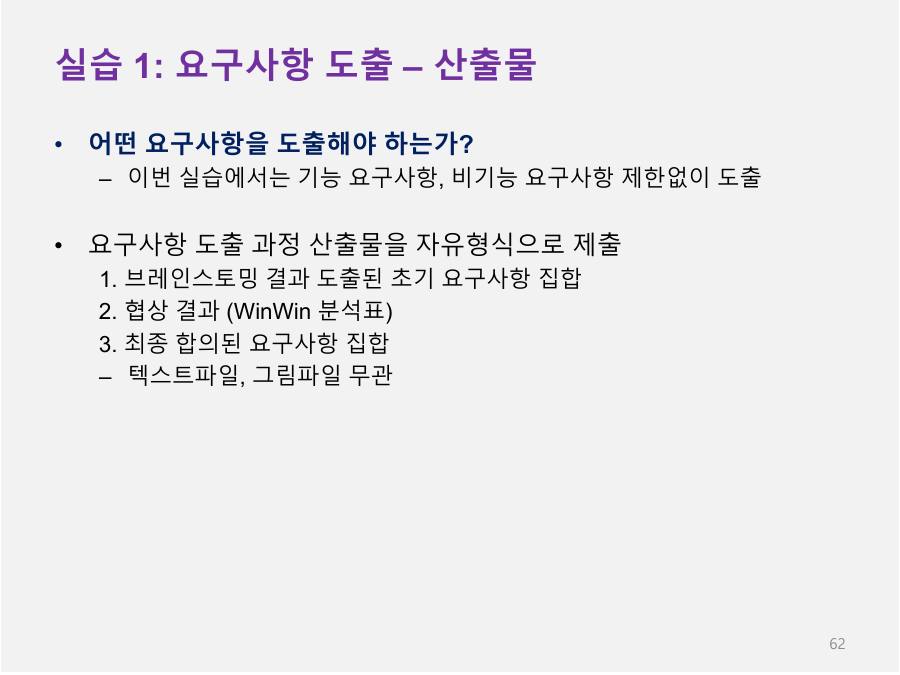 실습 1: 요구사항 도출 – 산출물
• 어떤 요구사항을 도출해야 하는가?
– 이번 실습에서는 기능 요구사항, 비기능 요구사항 제한없이 도출
• 요구사항 도출 과정 산출물을 자유형식으로 제출
1. 브레인스토밍 결과 도출된 초기 요구사항 집합
2. 협상 결과 (WinWin 분석표)
3. 최종 합의된 요구사항 집합
– 텍스트파일, 그림파일 무관
62